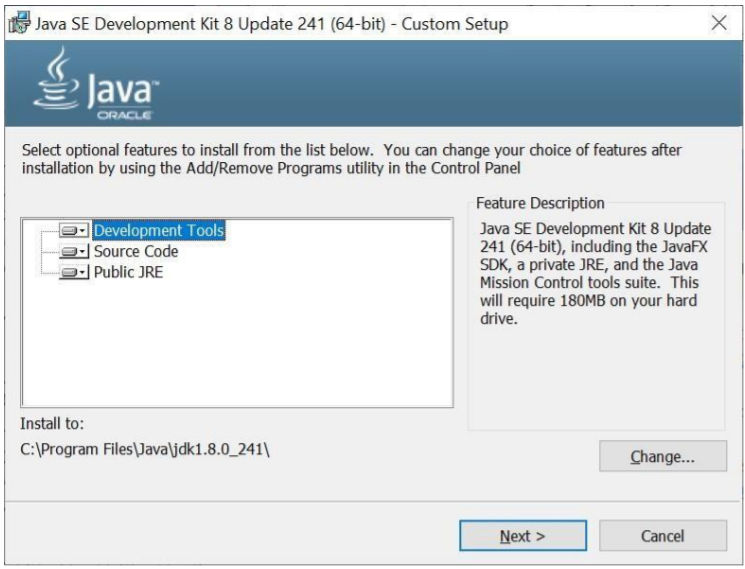 Java SE Development Kit 8 Update 241 (64-bit) - Custom Setup
Java™
ORACLE
Select optional features to install from the list below.  You can change your choice of features after
installation by using the Add/Remove Programs utility in the Control Panel
Development Tools
Source Code
Public JRE
Feature Description
Java SE Development Kit 8 Update
241 (64-bit), including the JavaFX
SDK, a private JRE, and the Java
Mission Control tools suite.  This
will require 180MB on your hard
drive.
Install to:
C:\Program Files\Java\jdk1.8.0_241\
Change...
Next >
Cancel